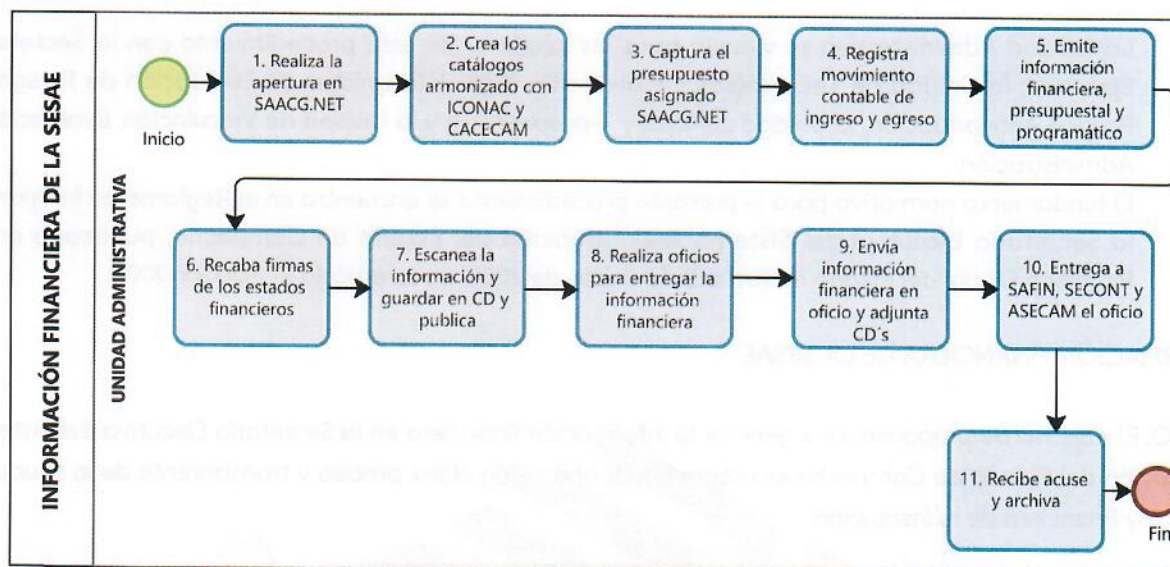 INFORMACIÓN FINANCIERA DE LA SESAE
UNIDAD ADMINISTRATIVA
Inicio
1. Realiza la
apertura en
SAACG.NET
2. Crea los
catálogos
armonizado con
ICONAC y
CACECAM
3. Captura el
presupuesto
asignado
SAACG.NET
4. Registra
movimiento
contable de
ingreso y egreso
5. Emite
información
financiera,
presupuestal y
programático
6. Recaba firmas
de los estados
financieros
7. Escanea la
información y
guardar en CD y
publica
8. Realiza oficios
para entregar la
información
financiera
9. Envía
información
financiera en
oficio y adjunta
CD´s
10. Entrega a
SAFIN, SECONT y
ASECAM el oficio
11. Recibe acuse
y archiva
Fin